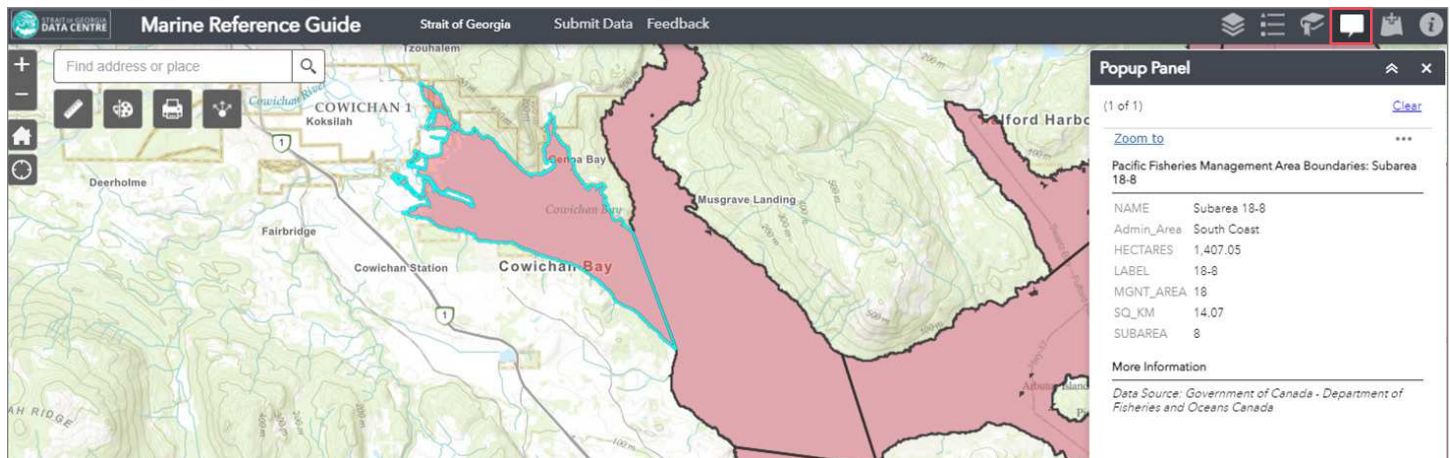 STRAIT OF GEORGIA
DATA CENTRE
Marine Reference Guide
Strait of Georgia
Submit Data
Feedback
Find address or place
Tzouhalem
Cowichan River
COWICHAN 1
Koksilah
1
Genoa Bay
Deerholme
Cowichan Bay
Musgrave Landing
Fairbridge
Cowichan Station
Cowichan Bay
1
200 m
500 m
100 m
Popup Panel
(1 of 1)
Clear
Zoom to
Pacific Fisheries Management Area Boundaries: Subarea
18-8
NAME Subarea 18-8
Admin_Area South Coast
HECTARES 1,407.05
LABEL 18-8
MGNT_AREA 18
SQ_KM 14.07
SUBAREA 8
More Information
Data Source: Government of Canada - Department of
Fisheries and Oceans Canada